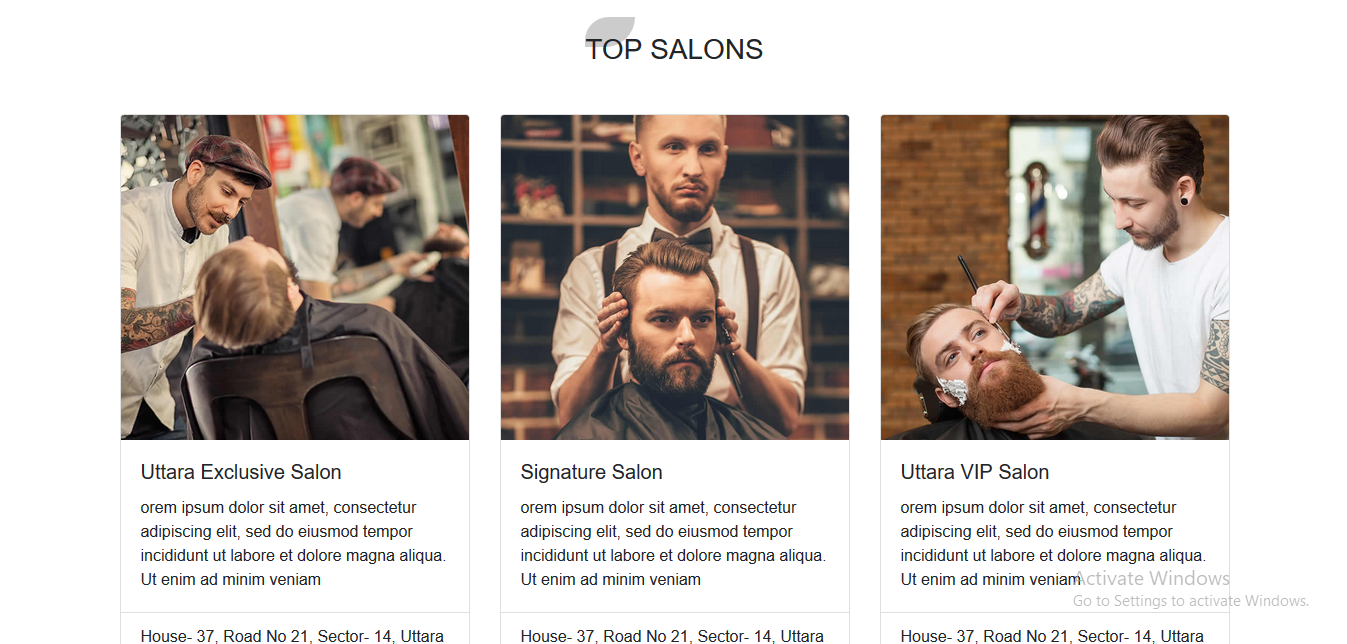 TOP SALONS
Uttara Exclusive Salon
orem ipsum dolor sit amet, consectetur
adipiscing elit, sed do eiusmod tempor
incididunt ut labore et dolore magna aliqua.
Ut enim ad minim veniam
House- 37, Road No 21, Sector- 14, Uttara
Signature Salon
orem ipsum dolor sit amet, consectetur
adipiscing elit, sed do eiusmod tempor
incididunt ut labore et dolore magna aliqua.
Ut enim ad minim veniam
House- 37, Road No 21, Sector- 14, Uttara
Uttara VIP Salon
orem ipsum dolor sit amet, consectetur
adipiscing elit, sed do eiusmod tempor
incididunt ut labore et dolore magna aliqua.
Ut enim ad minim veniam
House- 37, Road No 21, Sector- 14, Uttara
Activate Windows
Go to Settings to activate Windows.